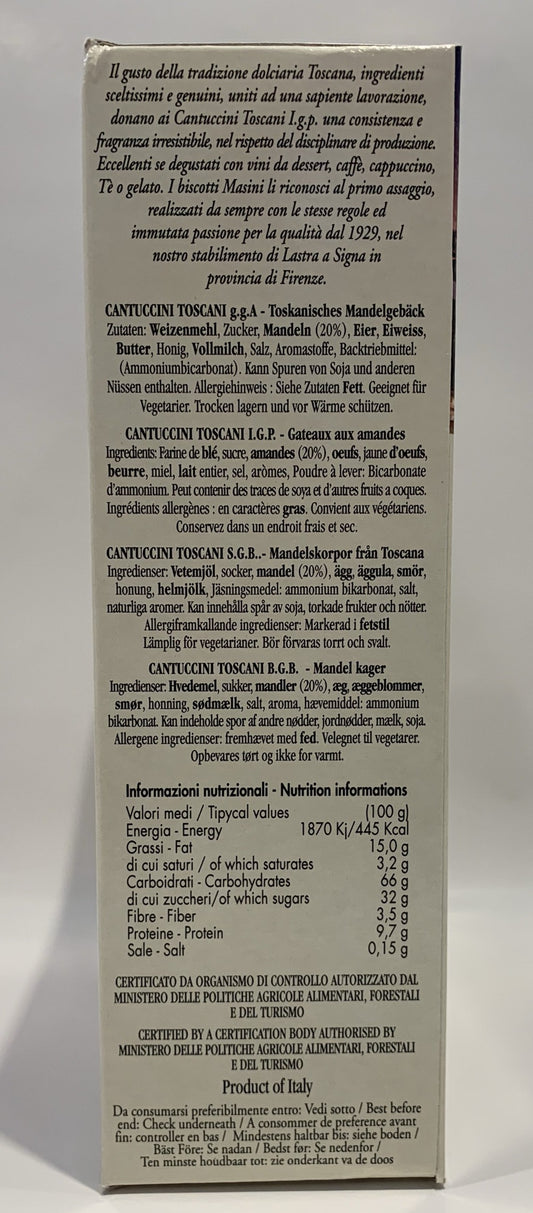 Il gusto della tradizione dolciaria Toscana, ingredienti
sceltissimi e genuini, uniti ad una sapiente lavorazione,
donano ai Cantuccini Toscani I.g.p. una consistenza e
fragranza irresistibile, nel rispetto del disciplinare di produzione.
Eccellenti se degustati con vini da dessert, caffè, cappuccino,
Tè o gelato. I biscotti Masini li riconosci al primo assaggio,
realizzati da sempre con le stesse regole ed
immutata passione per la qualità dal 1929, nel
nostro stabilimento di Lastra a Signa in
provincia di Firenze.
CANTUCCINI TOSCANI g.g.A - Toskanisches Mandelgebäck
Zutaten: Weizenmehl, Zucker, Mandeln (20%), Eier, Eiweiss,
Butter, Honig, Vollmilch, Salz, Aromastoffe, Backtriebmittel:
(Ammoniumbicarbonat). Kann Spuren von Soja und anderen
Nüssen enthalten. Allergiehinweis : Siehe Zutaten Fett. Geeignet für
Vegetarier. Trocken lagern und vor Wärme schützen.
CANTUCCINI TOSCANI I.G.P. - Gateaux aux amandes
Ingredients: Farine de blé, sucre, amandes (20%), oeufs, jaune d'oeufs,
beurre, miel, lait entier, sel, arômes, Poudre à lever: Bicarbonate
d'ammonium. Peut contenir des traces de soya et d'autres fruits a coques.
Ingrédients allergènes : en caractères gras. Convient aux végétariens.
Conservez dans un endroit frais et sec.
CANTUCCINI TOSCANI S.G.B..- Mandelskorpor från Toscana
Ingredienser: Vetemjöl, socker, mandel (20%), ägg, äggula, smör,
honung, helmjölk, Jäsningsmedel: ammonium bikarbonat, salt,
naturliga aromer. Kan innehålla spår av soja, torkade frukter och nötter.
Allergiframkallande ingredienser: Markerad i fetstil
Lämplig för vegetarianer. Bör förvaras torrt och svalt.
CANTUCCINI TOSCANI B.G.B. - Mandel kager
Ingredienser: Hvedemel, sukker, mandler (20%), æg, æggeblommer,
smør, honning, sødmælk, salt, aroma, hævemiddel: ammonium
bikarbonat. Kan indeholde spor af andre nødder, jordnødder, mælk, soja.
Allergene ingredienser: fremhævet med fed. Velegnet til vegetarer.
Opbevares tørt og ikke for varmt.
Informazioni nutrizionali - Nutrition informations
Valori medi / Tipycal values (100 g)
Energia - Energy 1870 Kj/445 Kcal
Grassi - Fat 15,0 g
di cui saturi / of which saturates 3,2 g
Carboidrati - Carbohydrates 66 g
di cui zuccheri/of which sugars 32 g
Fibre - Fiber 3,5 g
Proteine - Protein 9,7 g
Sale - Salt 0,15 g
CERTIFICATO DA ORGANISMO DI CONTROLLO AUTORIZZATO DAL
MINISTERO DELLE POLITICHE AGRICOLE ALIMENTARI, FORESTALI
E DEL TURISMO
CERTIFIED BY A CERTIFICATION BODY AUTHORISED BY
MINISTERO DELLE POLITICHE AGRICOLE ALIMENTARI, FORESTALI
E DEL TURISMO
Product of Italy
Da consumarsi preferibilmente entro: Vedi sotto / Best before
end: Check underneath / A consommer de preference avant
fin: controller en bas / Mindestens haltbar bis: siehe boden /
Bäst Före: Se nadan / Bedst før: Se nedenfor /
Ten minste houdbaar tot: zie onderkant va de doos